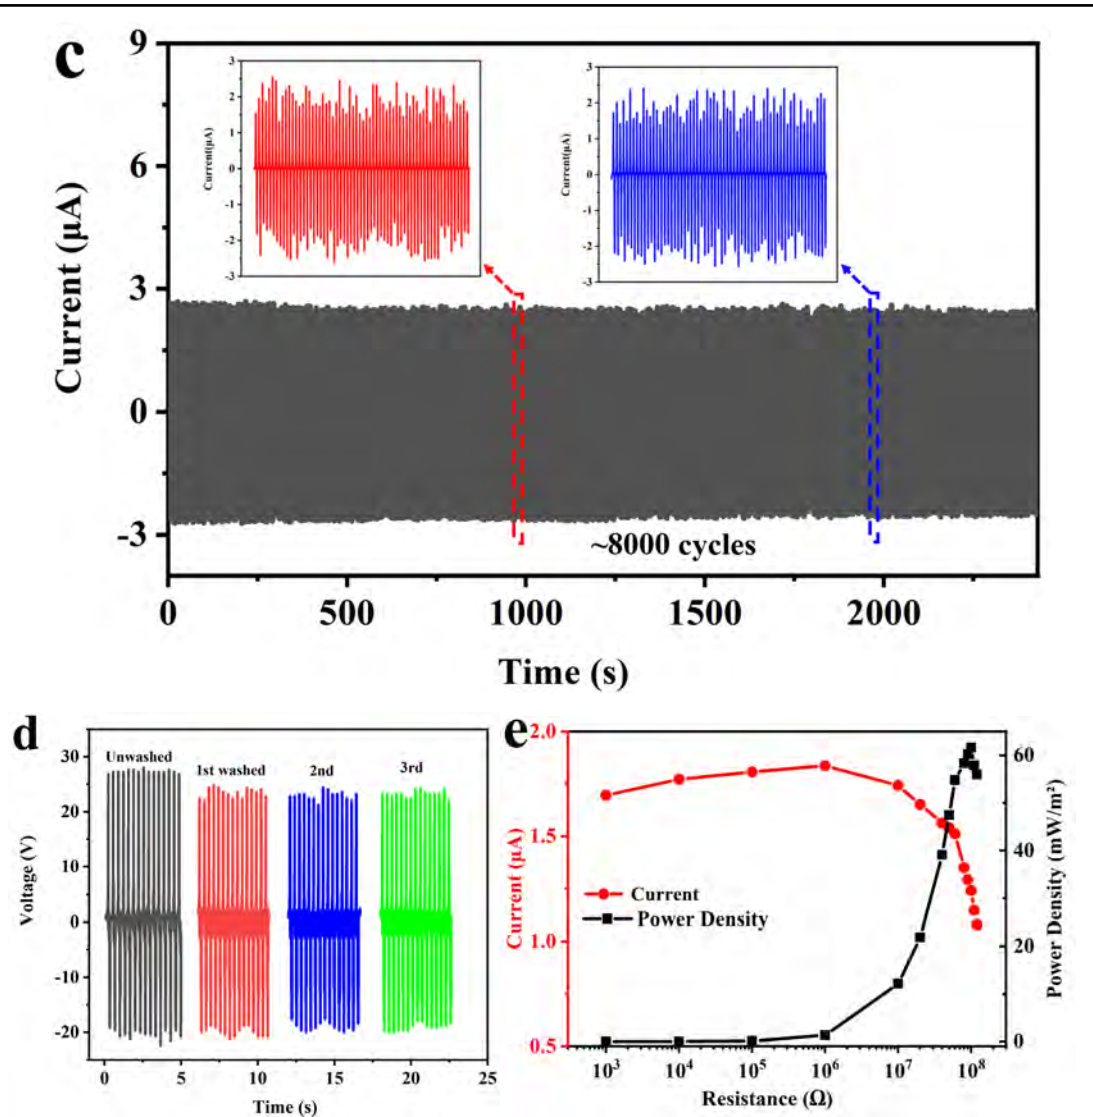 c
Current (μA)
9
6
3
0
-3
0
500
1000
1500
2000
Time (s)
~8000 cycles
Current(μA)
3
2
1
0
-1
-2
-3
Current(μA)
3
2
1
0
-1
-2
-3
d
Voltage (V)
30
20
10
0
-10
-20
0
5
10
15
20
25
Time (s)
Unwashed
1st washed
2nd
3rd
e
Current (μA)
2.0
1.5
1.0
0.5
Current
Power Density
60
40
20
0
Power Density (mW/m²)
10³
10⁴
10⁵
10⁶
10⁷
10⁸
Resistance (Ω)